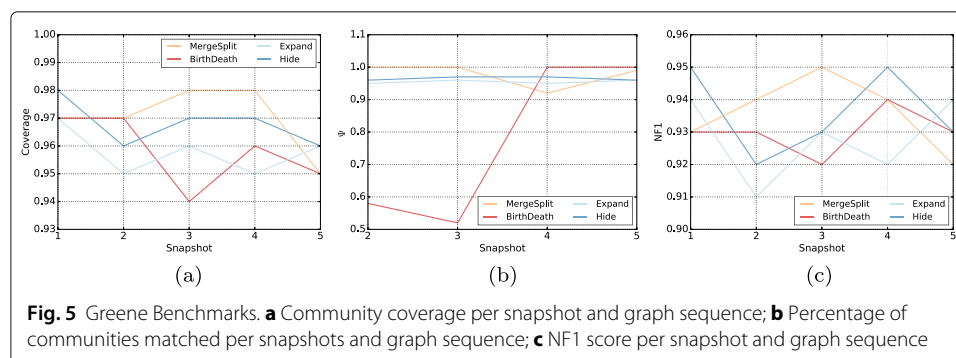 1.00
0.99
0.98
0.97
0.96
0.95
0.94
0.93
Coverage
MergeSplit
BirthDeath
Expand
Hide
1 2 3 4 5
Snapshot
(a)
1.1
1.0
0.9
0.8
0.7
0.6
0.5
Ψ
MergeSplit
BirthDeath
Expand
Hide
2 3 4 5
Snapshot
(b)
0.96
0.95
0.94
0.93
0.92
0.91
0.90
NF1
MergeSplit
BirthDeath
Expand
Hide
1 2 3 4 5
Snapshot
(c)
Fig. 5 Greene Benchmarks. a Community coverage per snapshot and graph sequence; b Percentage of
communities matched per snapshots and graph sequence; c NF1 score per snapshot and graph sequence